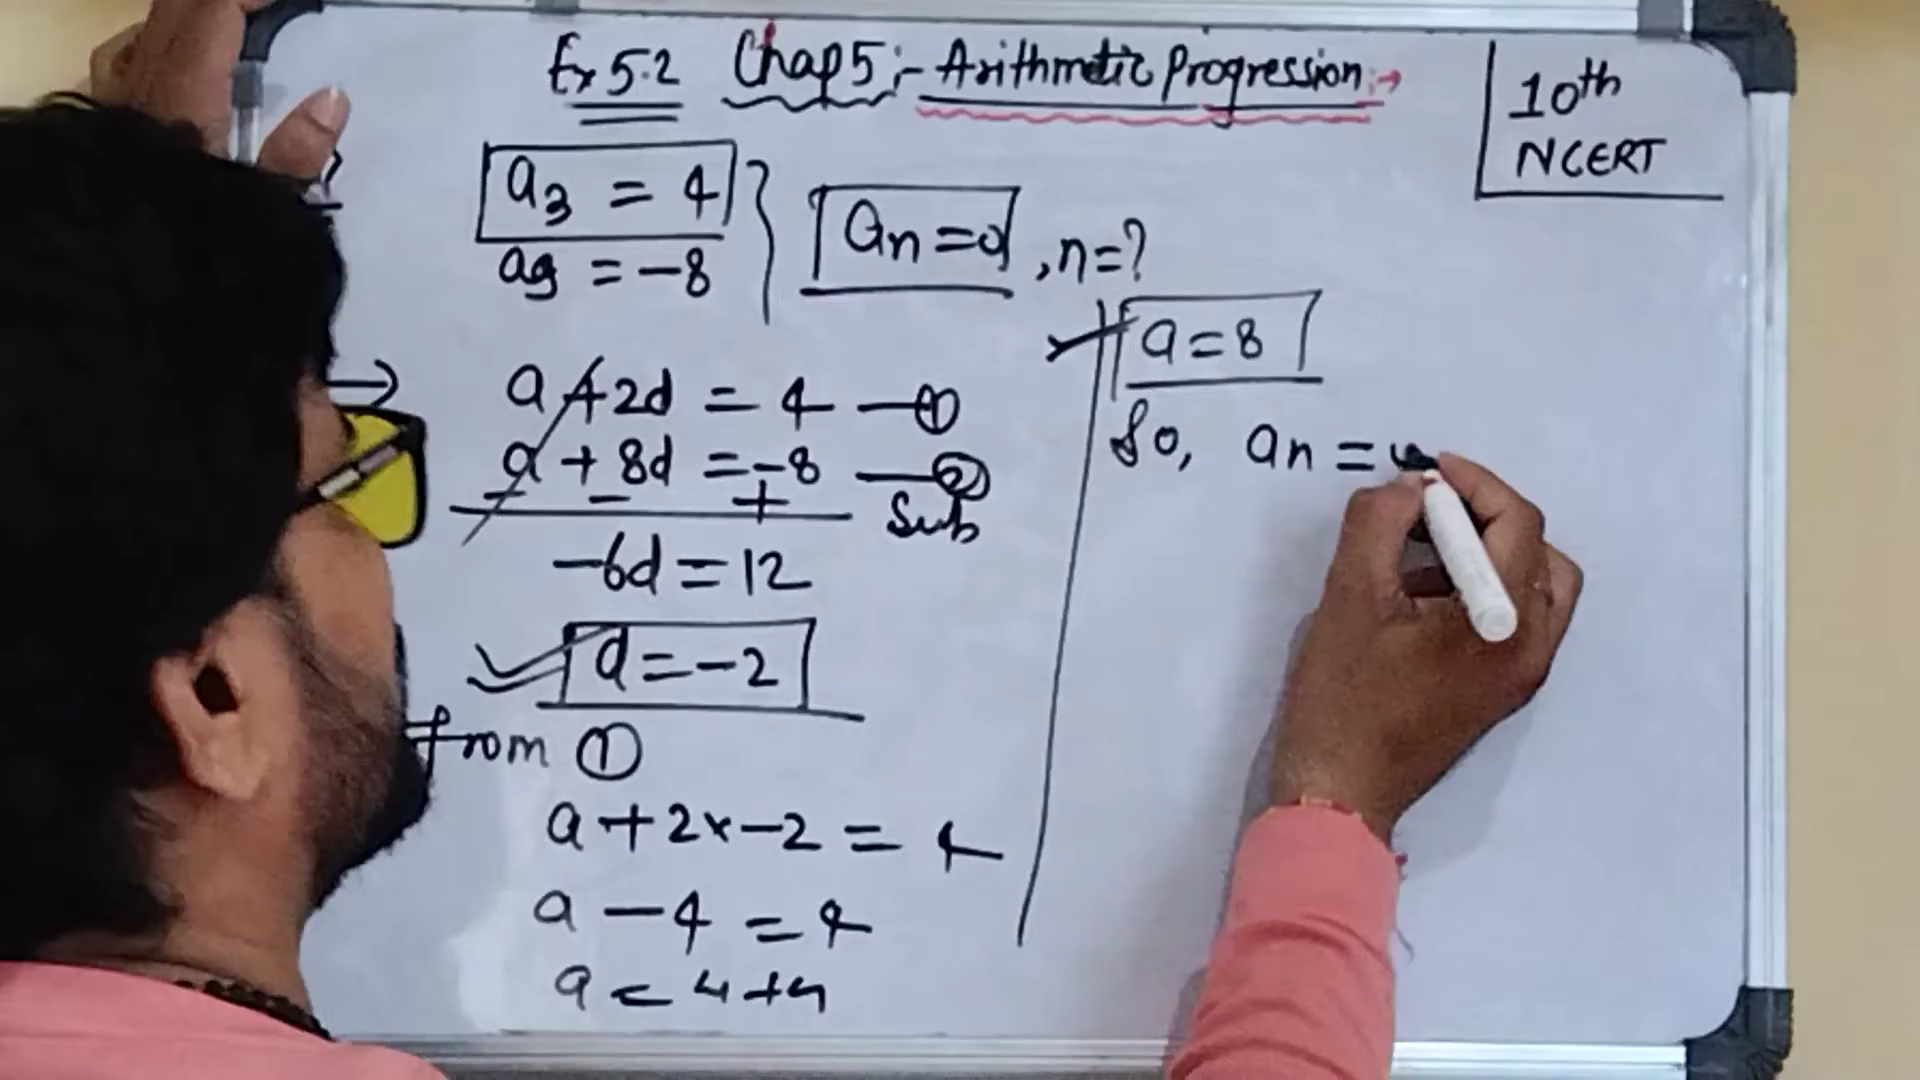 Ex 5.2 Chap 5:- Arithmetic Progression:→
10th
NCERT
a3 = 4
a9 = -8
an = 0, n = ?
→ a + 2d = 4 — ①
a + 8d = -8 — ②
- - + Sub
-6d = 12
d = -2
from ①
a + 2x-2 = 4
a - 4 = 4
a = 4+4
a = 8
So, an =